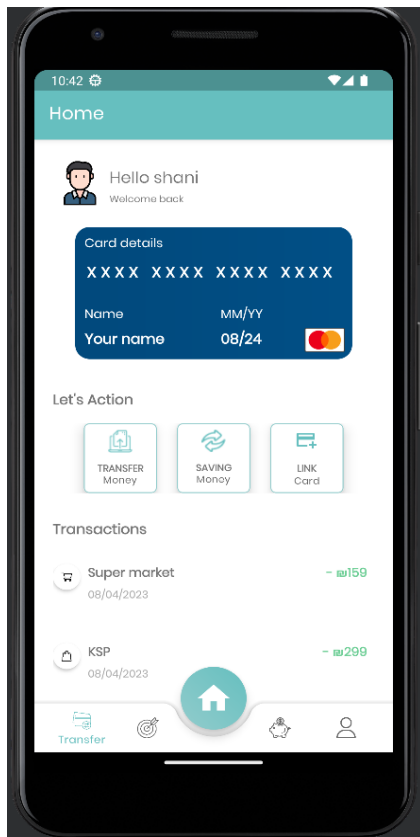 10:42
Home
Hello shani
Welcome back
Card details
XXXX XXXX XXXX XXXX
Name MM/YY
Your name 08/24
Let's Action
TRANSFER
Money
SAVING
Money
LINK
Card
Transactions
Super market - ₪159
08/04/2023
KSP - ₪299
08/04/2023
Transfer